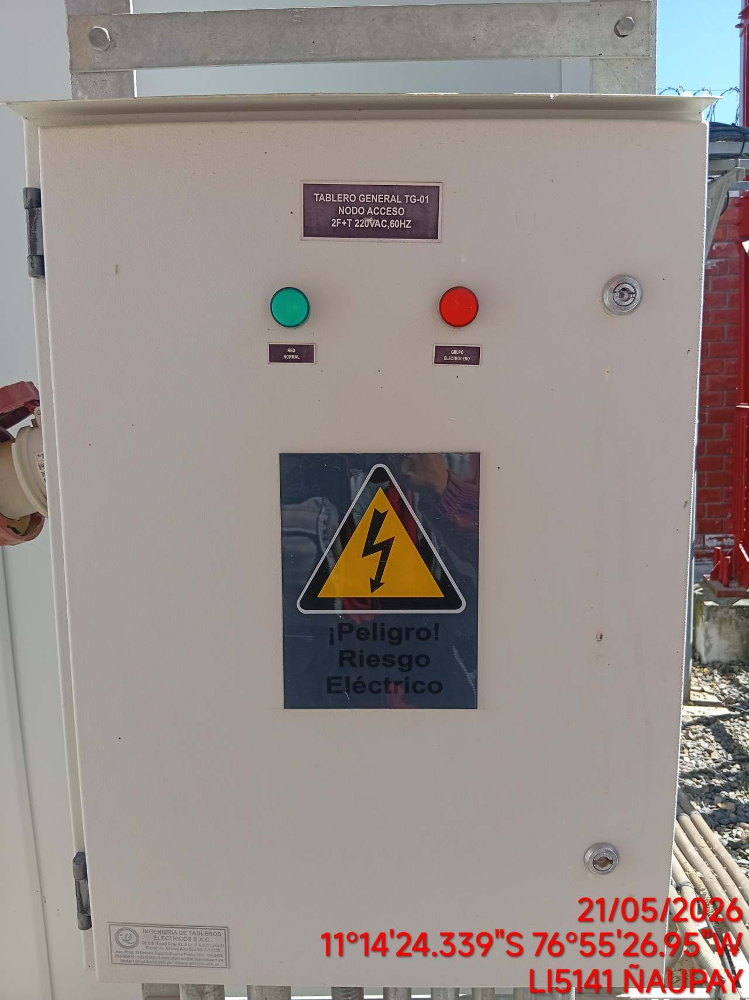 TABLERO GENERAL TG-01
NODO ACCESO
2F+T 220VAC,60HZ
RED
NORMAL
GRUPO
ELECTROGENO
¡Peligro!
Riesgo
Eléctrico
INGENIERIA DE TABLEROS
ELECTRICOS S.A.C.
21/05/2026
11°14'24.339"S 76°55'26.95"W
LI5141 ÑAUPAY